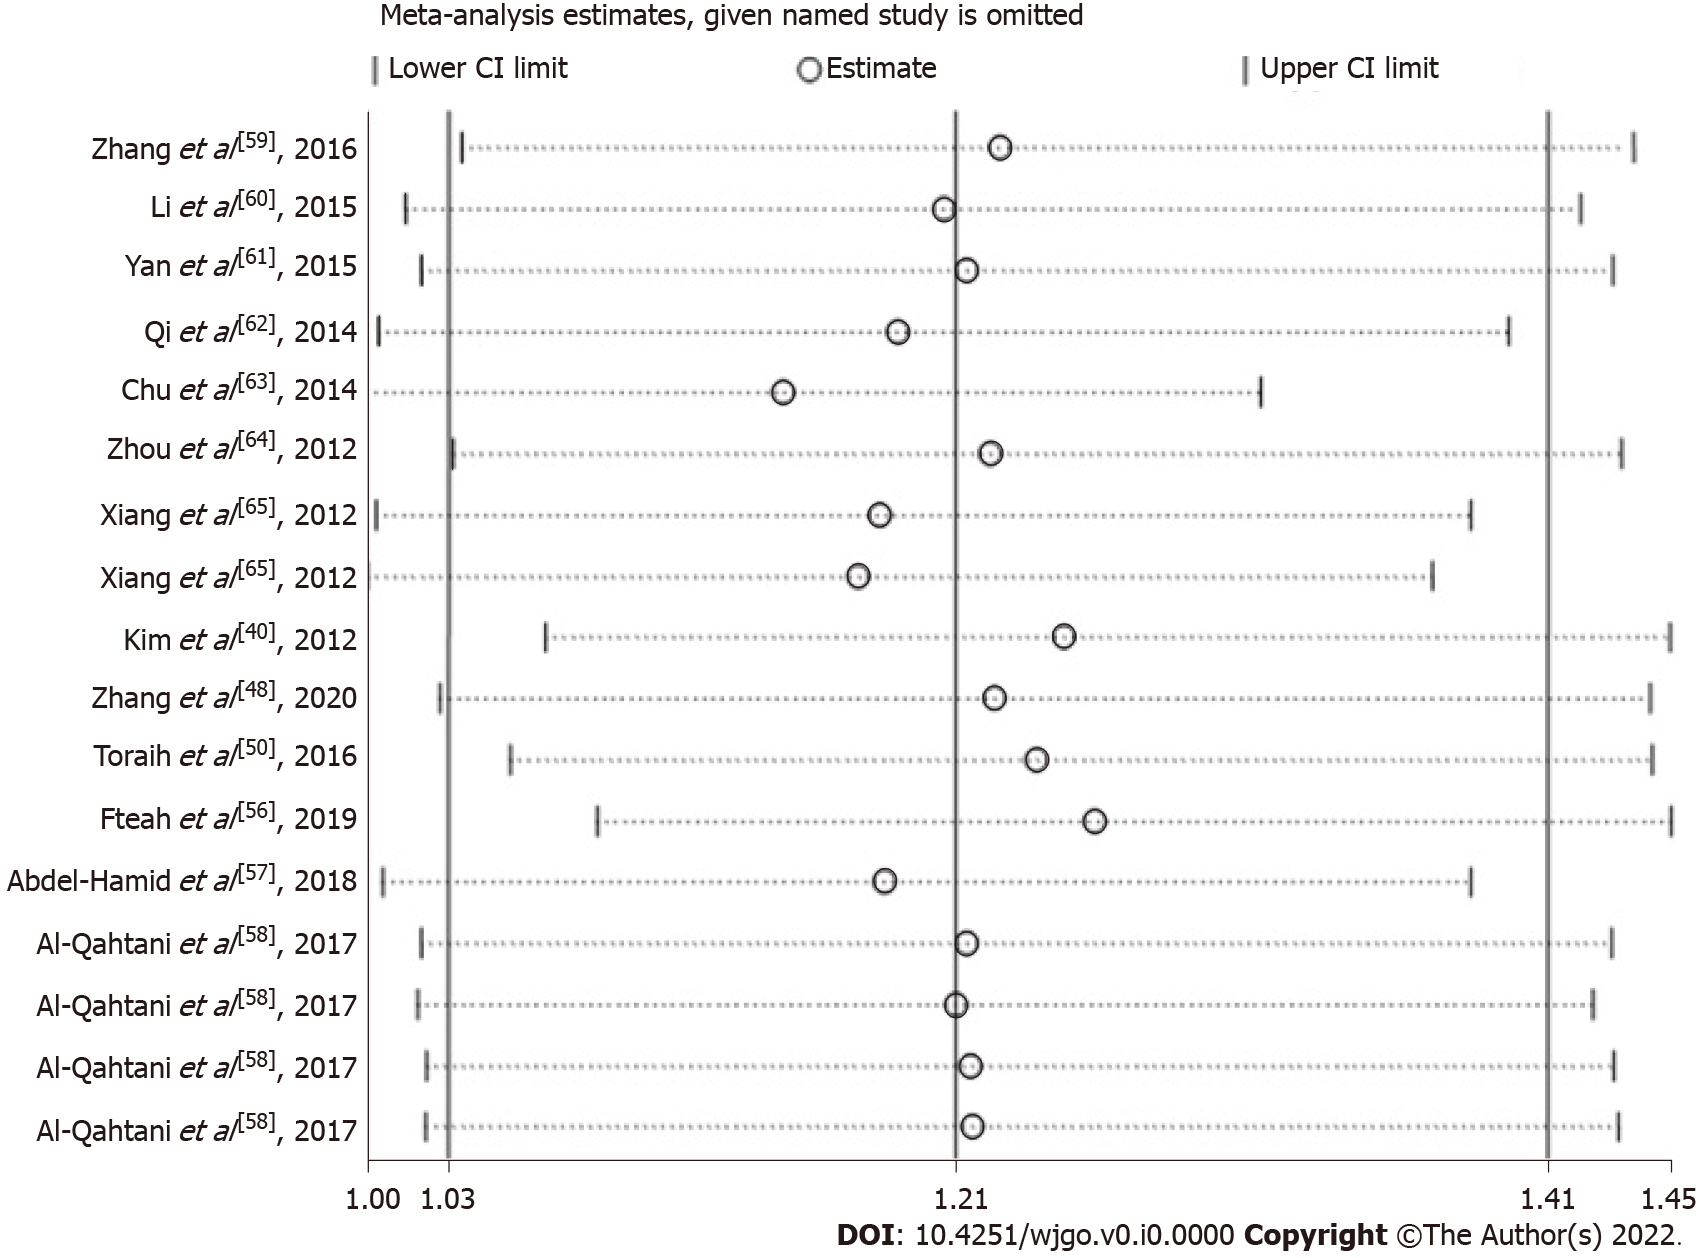 Meta-analysis estimates, given named study is omitted
Lower CI limit Estimate Upper CI limit
Zhang et al[59], 2016
Li et al[60], 2015
Yan et al[61], 2015
Qi et al[62], 2014
Chu et al[63], 2014
Zhou et al[64], 2012
Xiang et al[65], 2012
Xiang et al[65], 2012
Kim et al[40], 2012
Zhang et al[48], 2020
Toraih et al[50], 2016
Fteah et al[56], 2019
Abdel-Hamid et al[57], 2018
Al-Qahtani et al[58], 2017
Al-Qahtani et al[58], 2017
Al-Qahtani et al[58], 2017
Al-Qahtani et al[58], 2017
1.00 1.03 1.21 1.41 1.45
DOI: 10.4251/wjgo.v0.i0.0000 Copyright ©The Author(s) 2022.